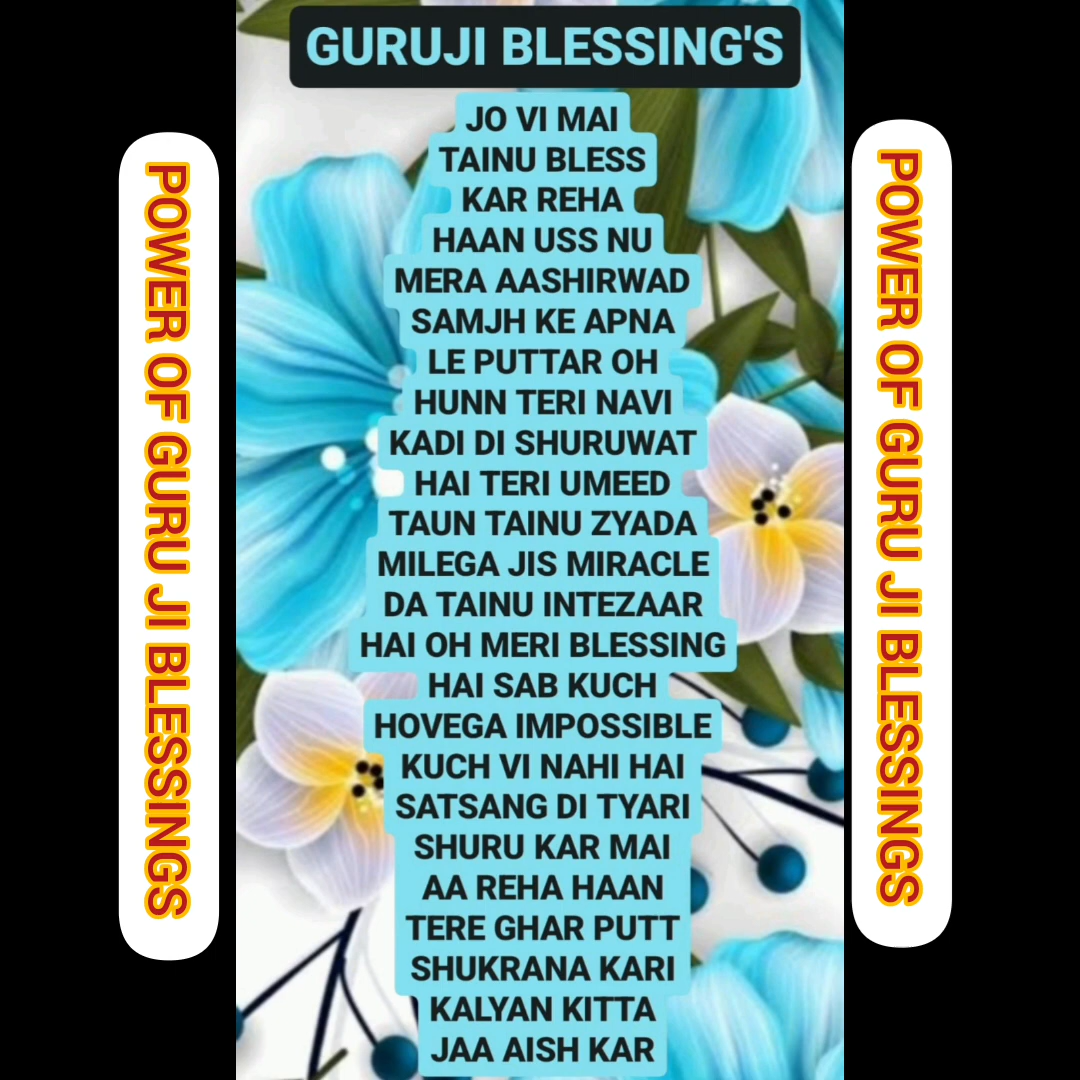 GURUJI BLESSING'S
JO VI MAI
TAINU BLESS
KAR REHA
HAAN USS NU
MERA AASHIRWAD
SAMJH KE APNA
LE PUTTAR OH
HUNN TERI NAVI
KADI DI SHURUWAT
HAI TERI UMEED
TAUN TAINU ZYADA
MILEGA JIS MIRACLE
DA TAINU INTEZAAR
HAI OH MERI BLESSING
HAI SAB KUCH
HOVEGA IMPOSSIBLE
KUCH VI NAHI HAI
SATSANG DI TYARI
SHURU KAR MAI
AA REHA HAAN
TERE GHAR PUTT
SHUKRANA KARI
KALYAN KITTA
JAA AISH KAR
POWER OF GURU JI BLESSINGS
POWER OF GURU JI BLESSINGS